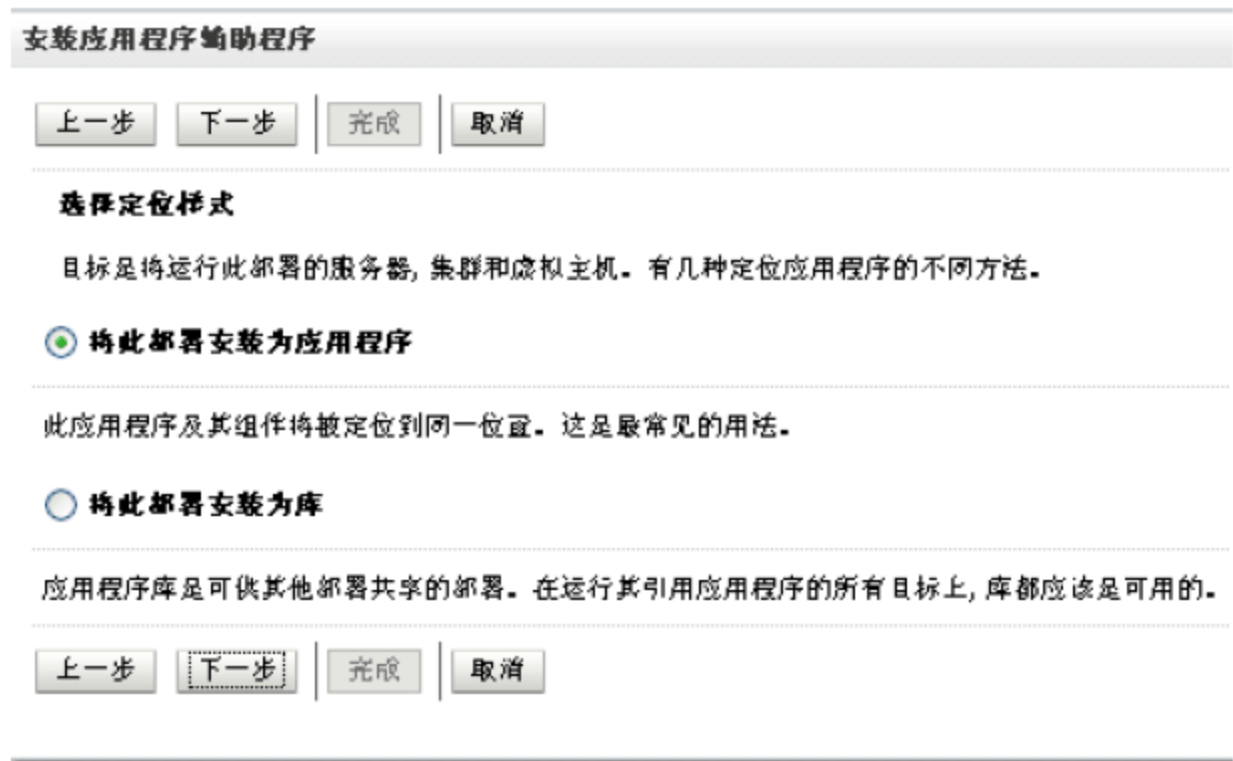 安装应用程序辅助程序
上一步 下一步 完成 取消
选择定位样式
目标是将运行此部署的服务器, 集群和虚拟主机。有几种定位应用程序的不同方法。
将此部署安装为应用程序
此应用程序及其组件将被定位到同一位置。这是最常见的用法。
将此部署安装为库
应用程序库是可供其他部署共享的部署。在运行其引用应用程序的所有目标上, 库都应该是可用的。
上一步 下一步 完成 取消